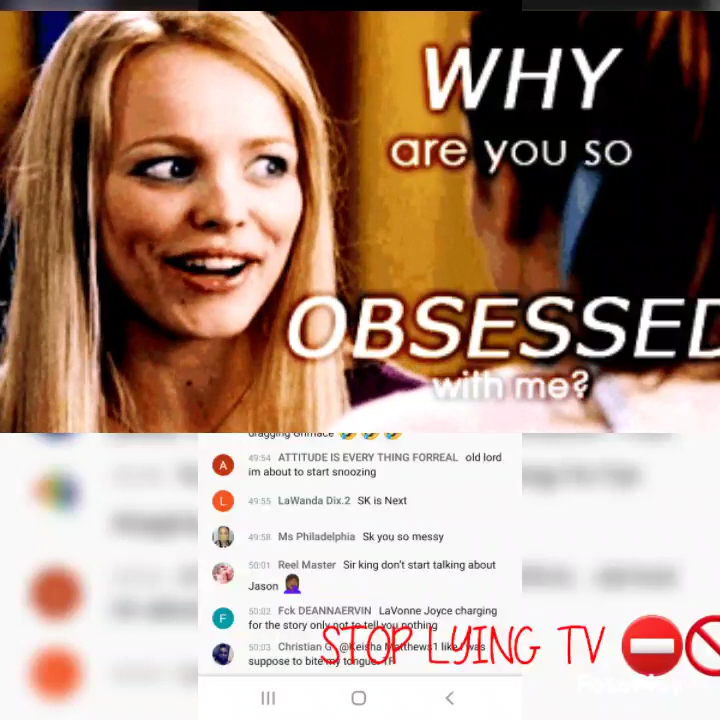 WHY
are you so
OBSESSED
with me?
dragging Grimace 🤣🤣🤣
A 49:54 ATTITUDE IS EVERY THING FORREAL old lord
im about to start snoozing
L 49:55 LaWanda Dix.2 SK is Next
49:58 Ms Philadelphia Sk you so messy
50:01 Reel Master Sir king don't start talking about
Jason 🤦🏾‍♀️
F 50:02 Fck DEANNAERVIN LaVonne Joyce charging
for the story only not to tell you nothing
50:03 Christian G @Keisha Matthews1 like I was
suppose to bite my tongue.
STOP LYING TV ⛔🚫